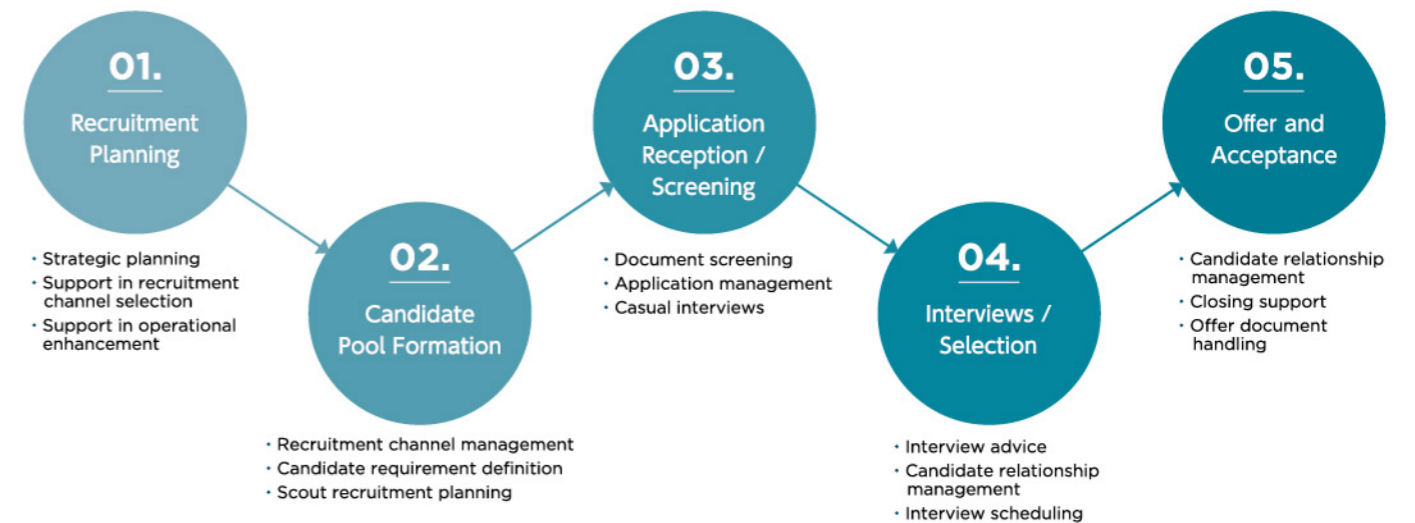 01.
Recruitment
Planning
· Strategic planning
· Support in recruitment
channel selection
· Support in operational
enhancement
02.
Candidate
Pool Formation
· Recruitment channel management
· Candidate requirement definition
· Scout recruitment planning
03.
Application
Reception /
Screening
· Document screening
· Application management
· Casual interviews
04.
Interviews /
Selection
· Interview advice
· Candidate relationship
management
· Interview scheduling
05.
Offer and
Acceptance
· Candidate relationship
management
· Closing support
· Offer document
handling